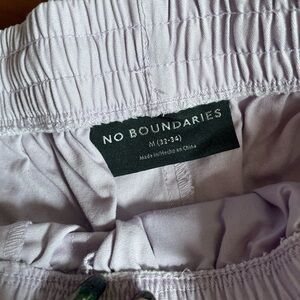 NO BOUNDARIES
M (32-34)
Made in/Hecho en China